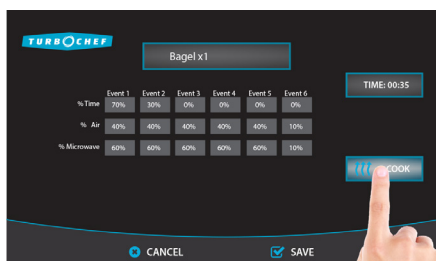 TURBOCHEF
Bagel x1
TIME: 00:35
Event 1 Event 2 Event 3 Event 4 Event 5 Event 6
% Time 70% 30% 0% 0% 0% 0%
% Air 40% 40% 40% 40% 40% 10%
% Microwave 60% 60% 60% 60% 60% 10%
COOK
CANCEL SAVE